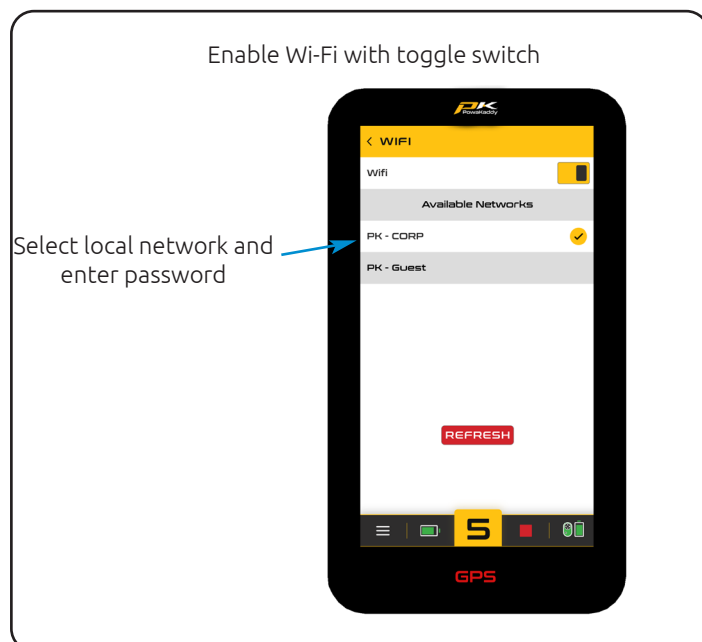 Enable Wi-Fi with toggle switch
PK
PowaKaddy
< WIFI
Wifi
Available Networks
PK - CORP
Select local network and
enter password
PK - Guest
REFRESH
5
GPS